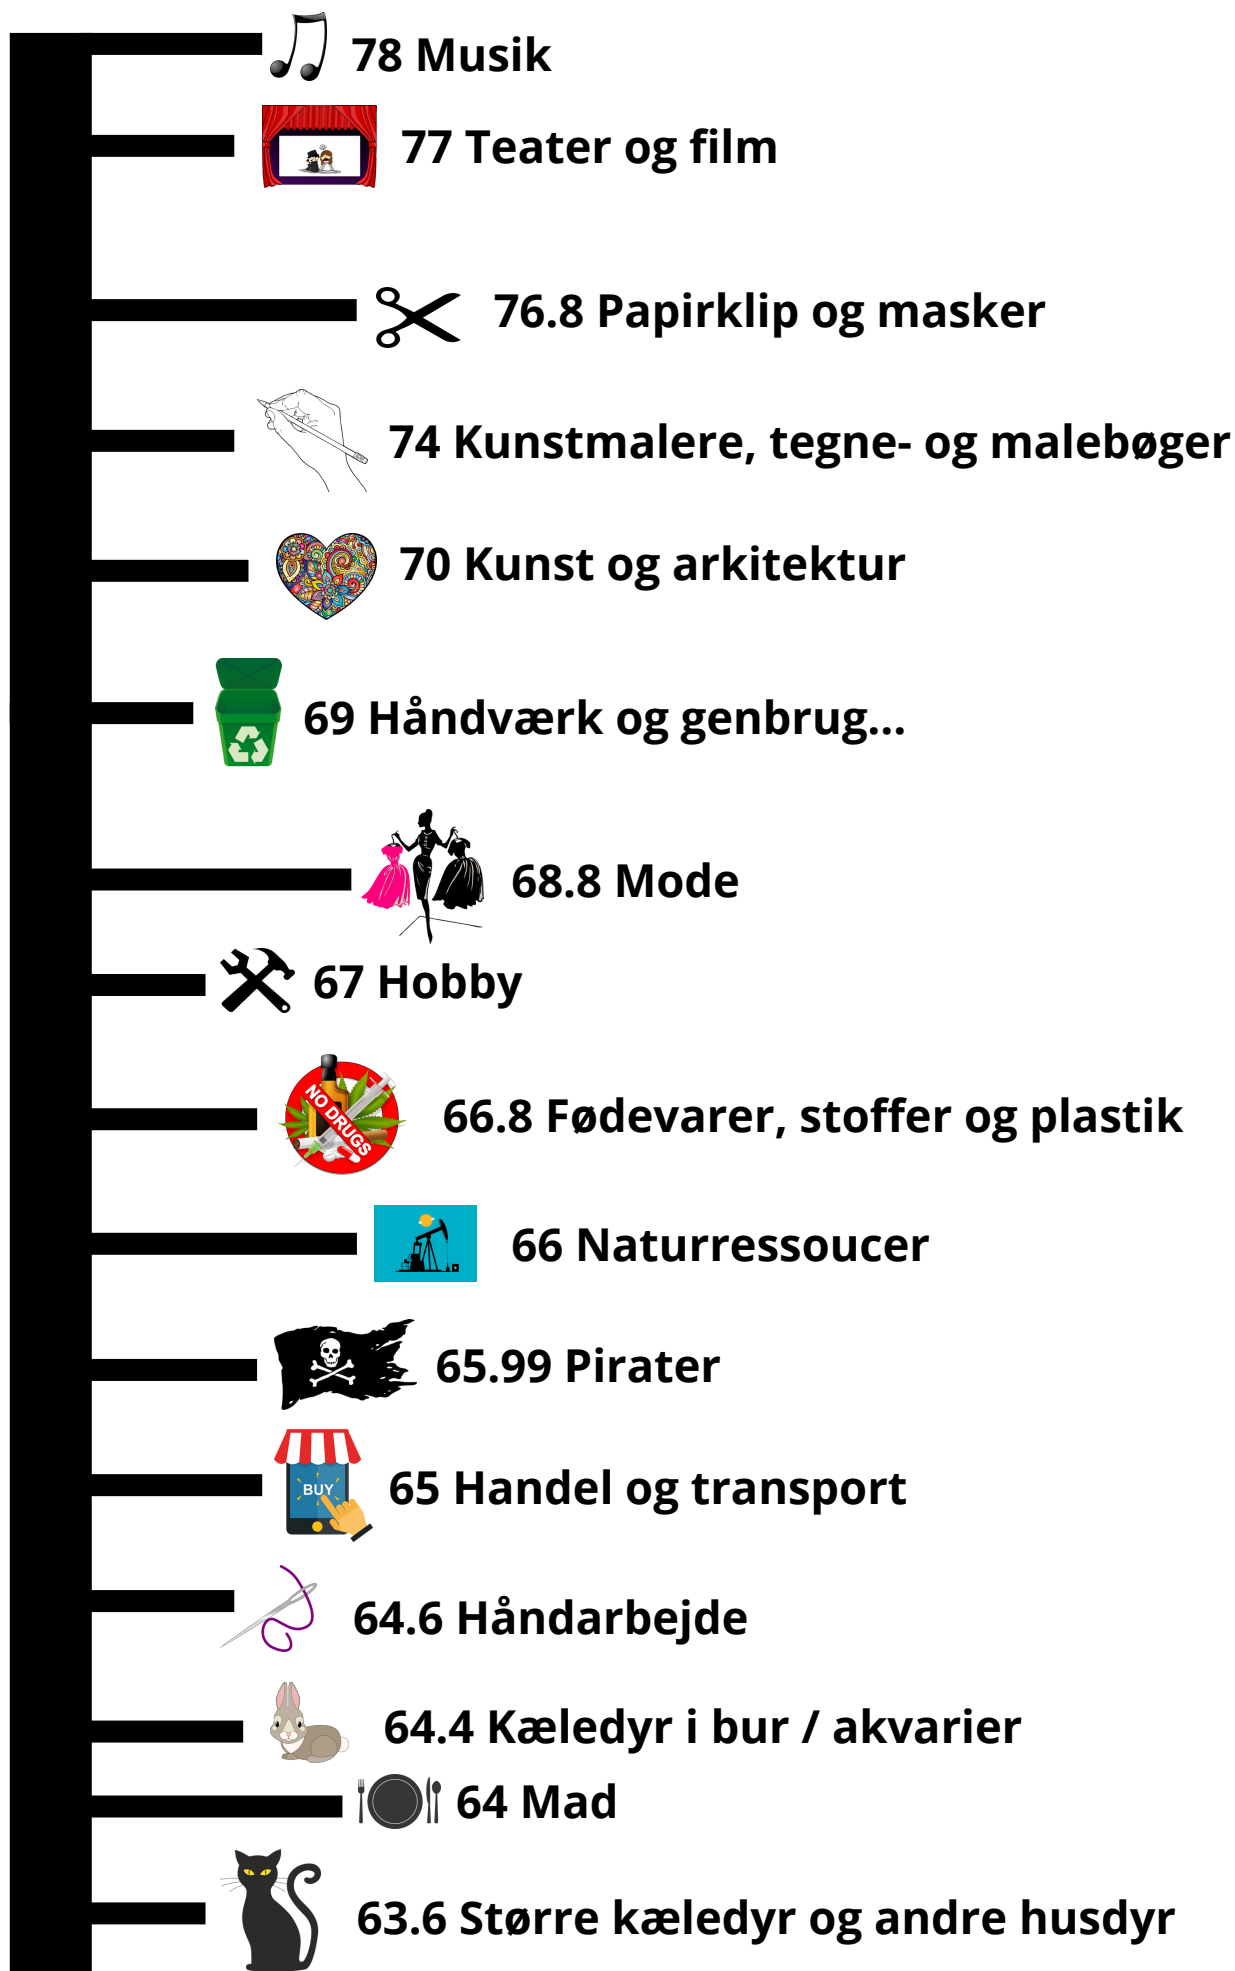 78 Musik
77 Teater og film
76.8 Papirklip og masker
74 Kunstmalere, tegne- og malebøger
70 Kunst og arkitektur
69 Håndværk og genbrug...
68.8 Mode
67 Hobby
NO DRUGS
66.8 Fødevarer, stoffer og plastik
66 Naturressoucer
65.99 Pirater
BUY
65 Handel og transport
64.6 Håndarbejde
64.4 Kæledyr i bur / akvarier
64 Mad
63.6 Større kæledyr og andre husdyr